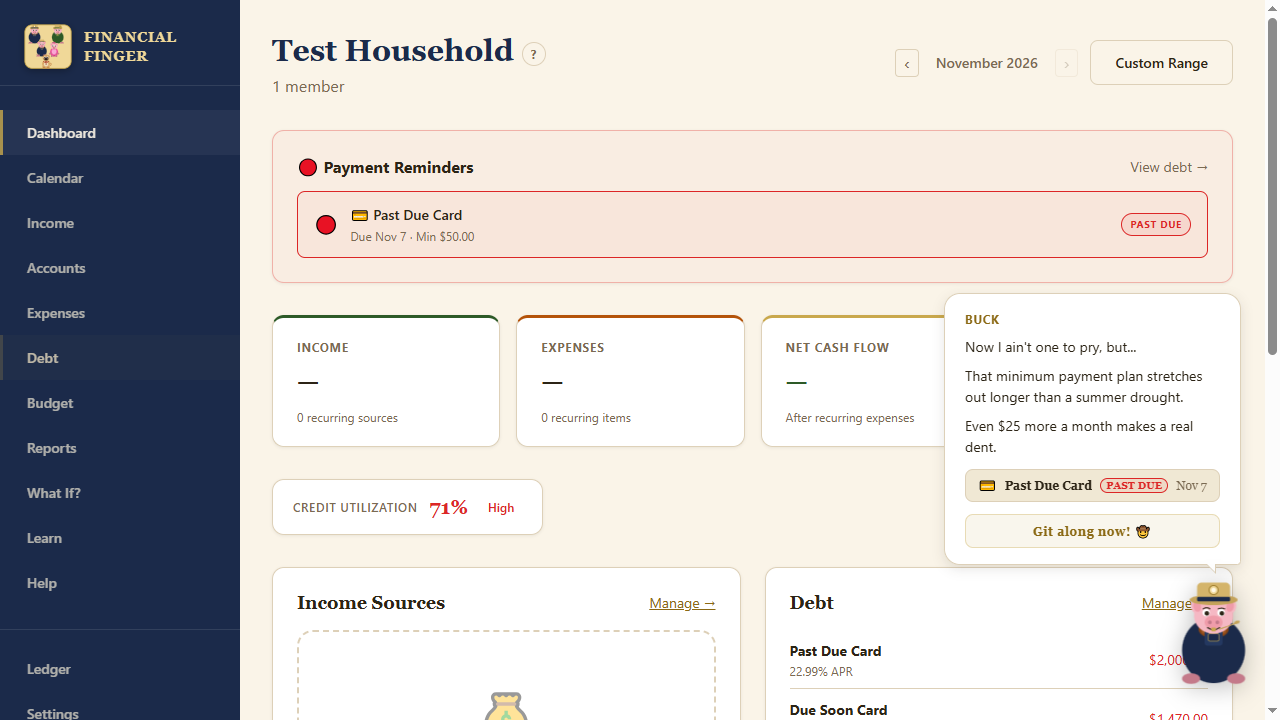 FINANCIAL
FINGER
Dashboard
Calendar
Income
Accounts
Expenses
Debt
Budget
Reports
What If?
Learn
Help
Ledger
Settings
Test Household ?
1 member
‹ November 2026 › Custom Range
Payment Reminders View debt →
Past Due Card
Due Nov 7 · Min $50.00
PAST DUE
INCOME
—
0 recurring sources
EXPENSES
—
0 recurring items
NET CASH FLOW
—
After recurring expenses
CREDIT UTILIZATION 71% High
BUCK
Now I ain't one to pry, but...
That minimum payment plan stretches
out longer than a summer drought.
Even $25 more a month makes a real
dent.
Past Due Card PAST DUE Nov 7
Git along now!
Income Sources Manage →
Debt Manage
Past Due Card
22.99% APR
Due Soon Card
$1,470.00